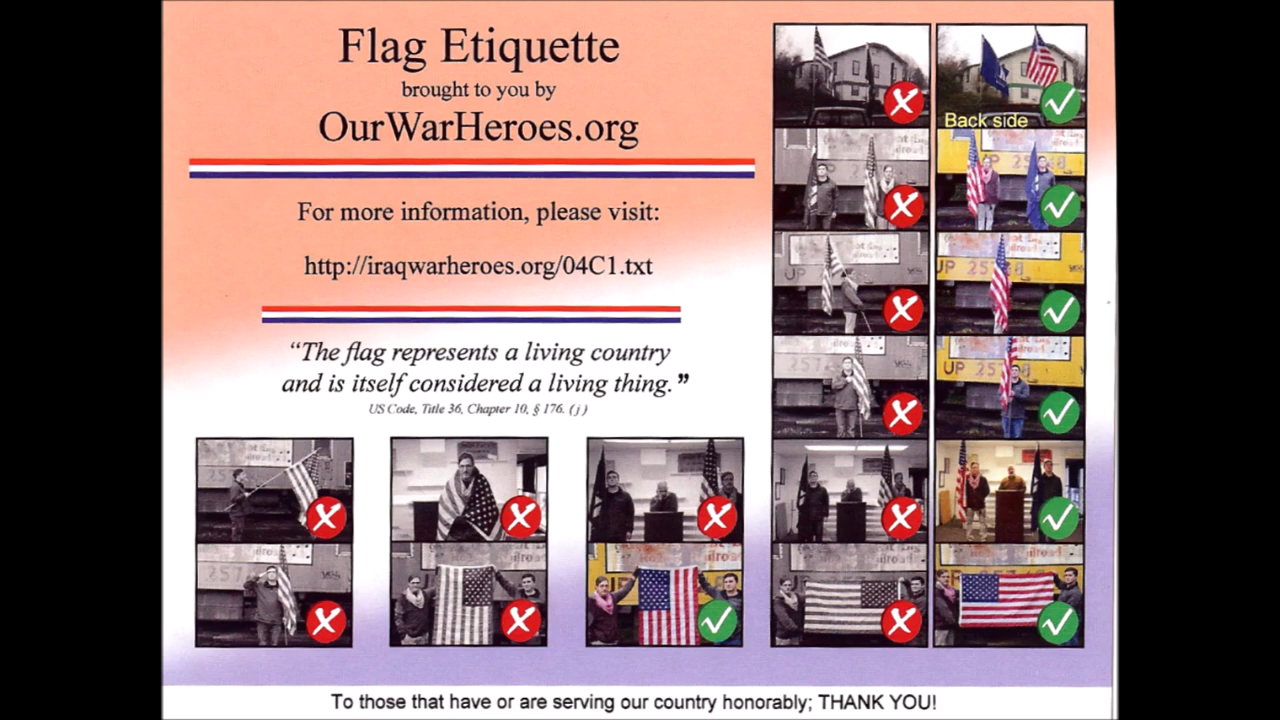 Flag Etiquette
brought to you by
OurWarHeroes.org
For more information, please visit:
http://iraqwarheroes.org/04C1.txt
“The flag represents a living country
and is itself considered a living thing.”
US Code, Title 36, Chapter 10, § 176. (j)
Back side
UP
To those that have or are serving our country honorably; THANK YOU!